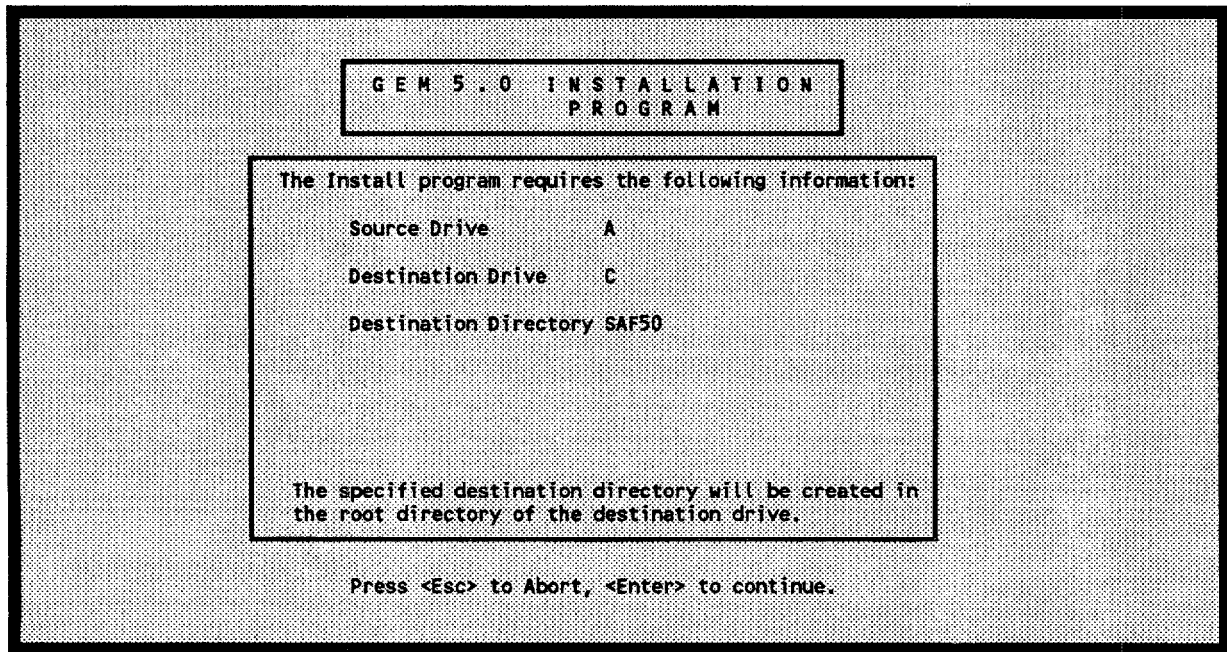 GEM 5.0 INSTALLATION
PROGRAM
The Install program requires the following information:
Source Drive A
Destination Drive C
Destination Directory SAF50
The specified destination directory will be created in
the root directory of the destination drive.
Press <Esc> to Abort, <Enter> to continue.